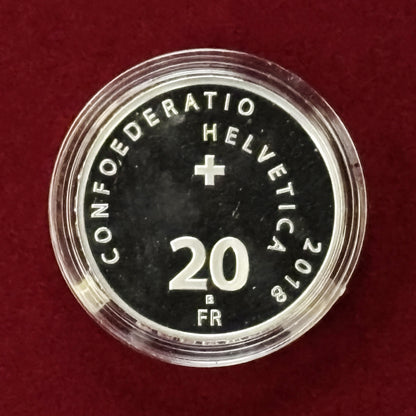 CONFOEDERATIO
HELVETICA
2018
20
B
FR